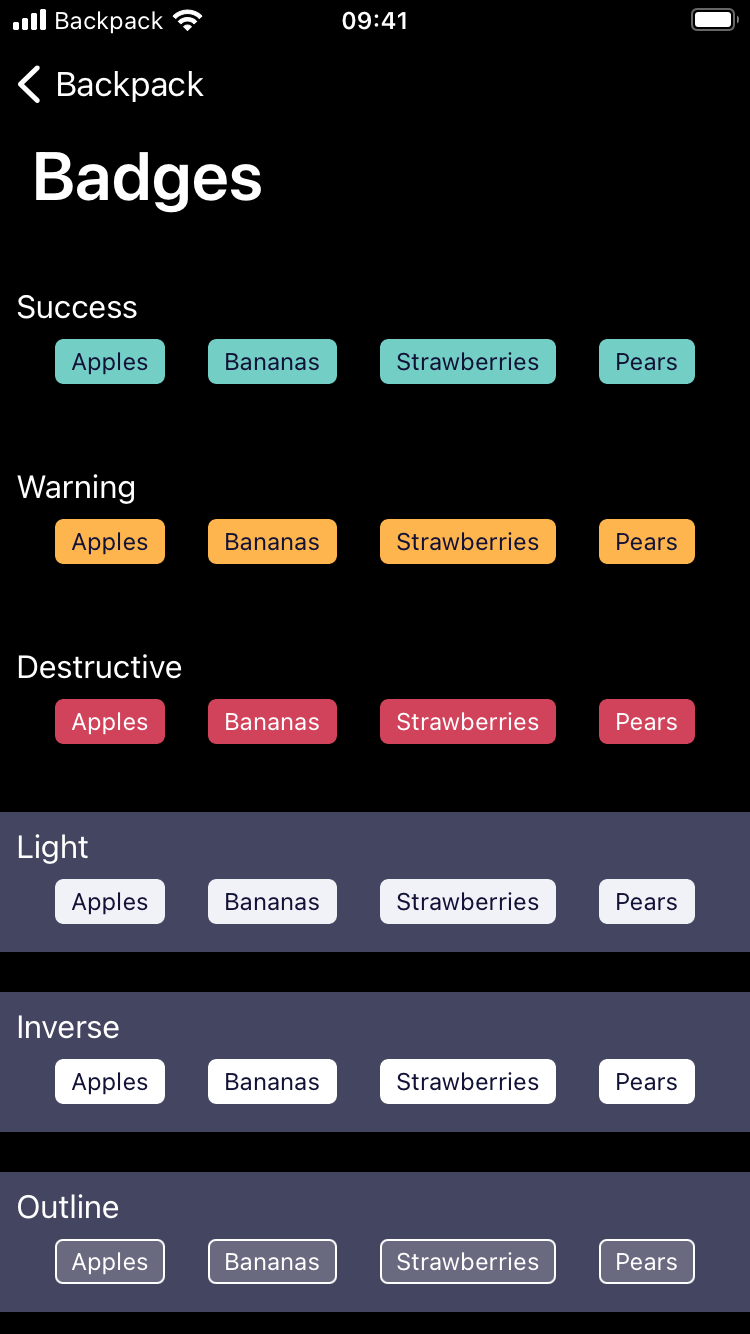 Backpack 09:41
Backpack
Badges
Success
Apples Bananas Strawberries Pears
Warning
Apples Bananas Strawberries Pears
Destructive
Apples Bananas Strawberries Pears
Light
Apples Bananas Strawberries Pears
Inverse
Apples Bananas Strawberries Pears
Outline
Apples Bananas Strawberries Pears